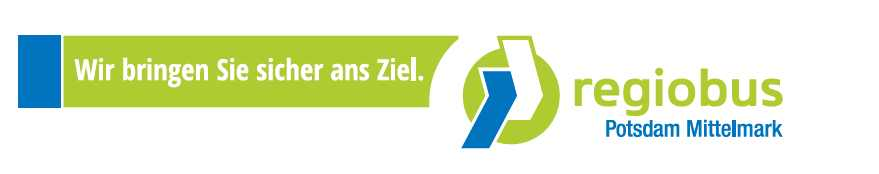 Wir bringen Sie sicher ans Ziel.
regiobus
Potsdam Mittelmark